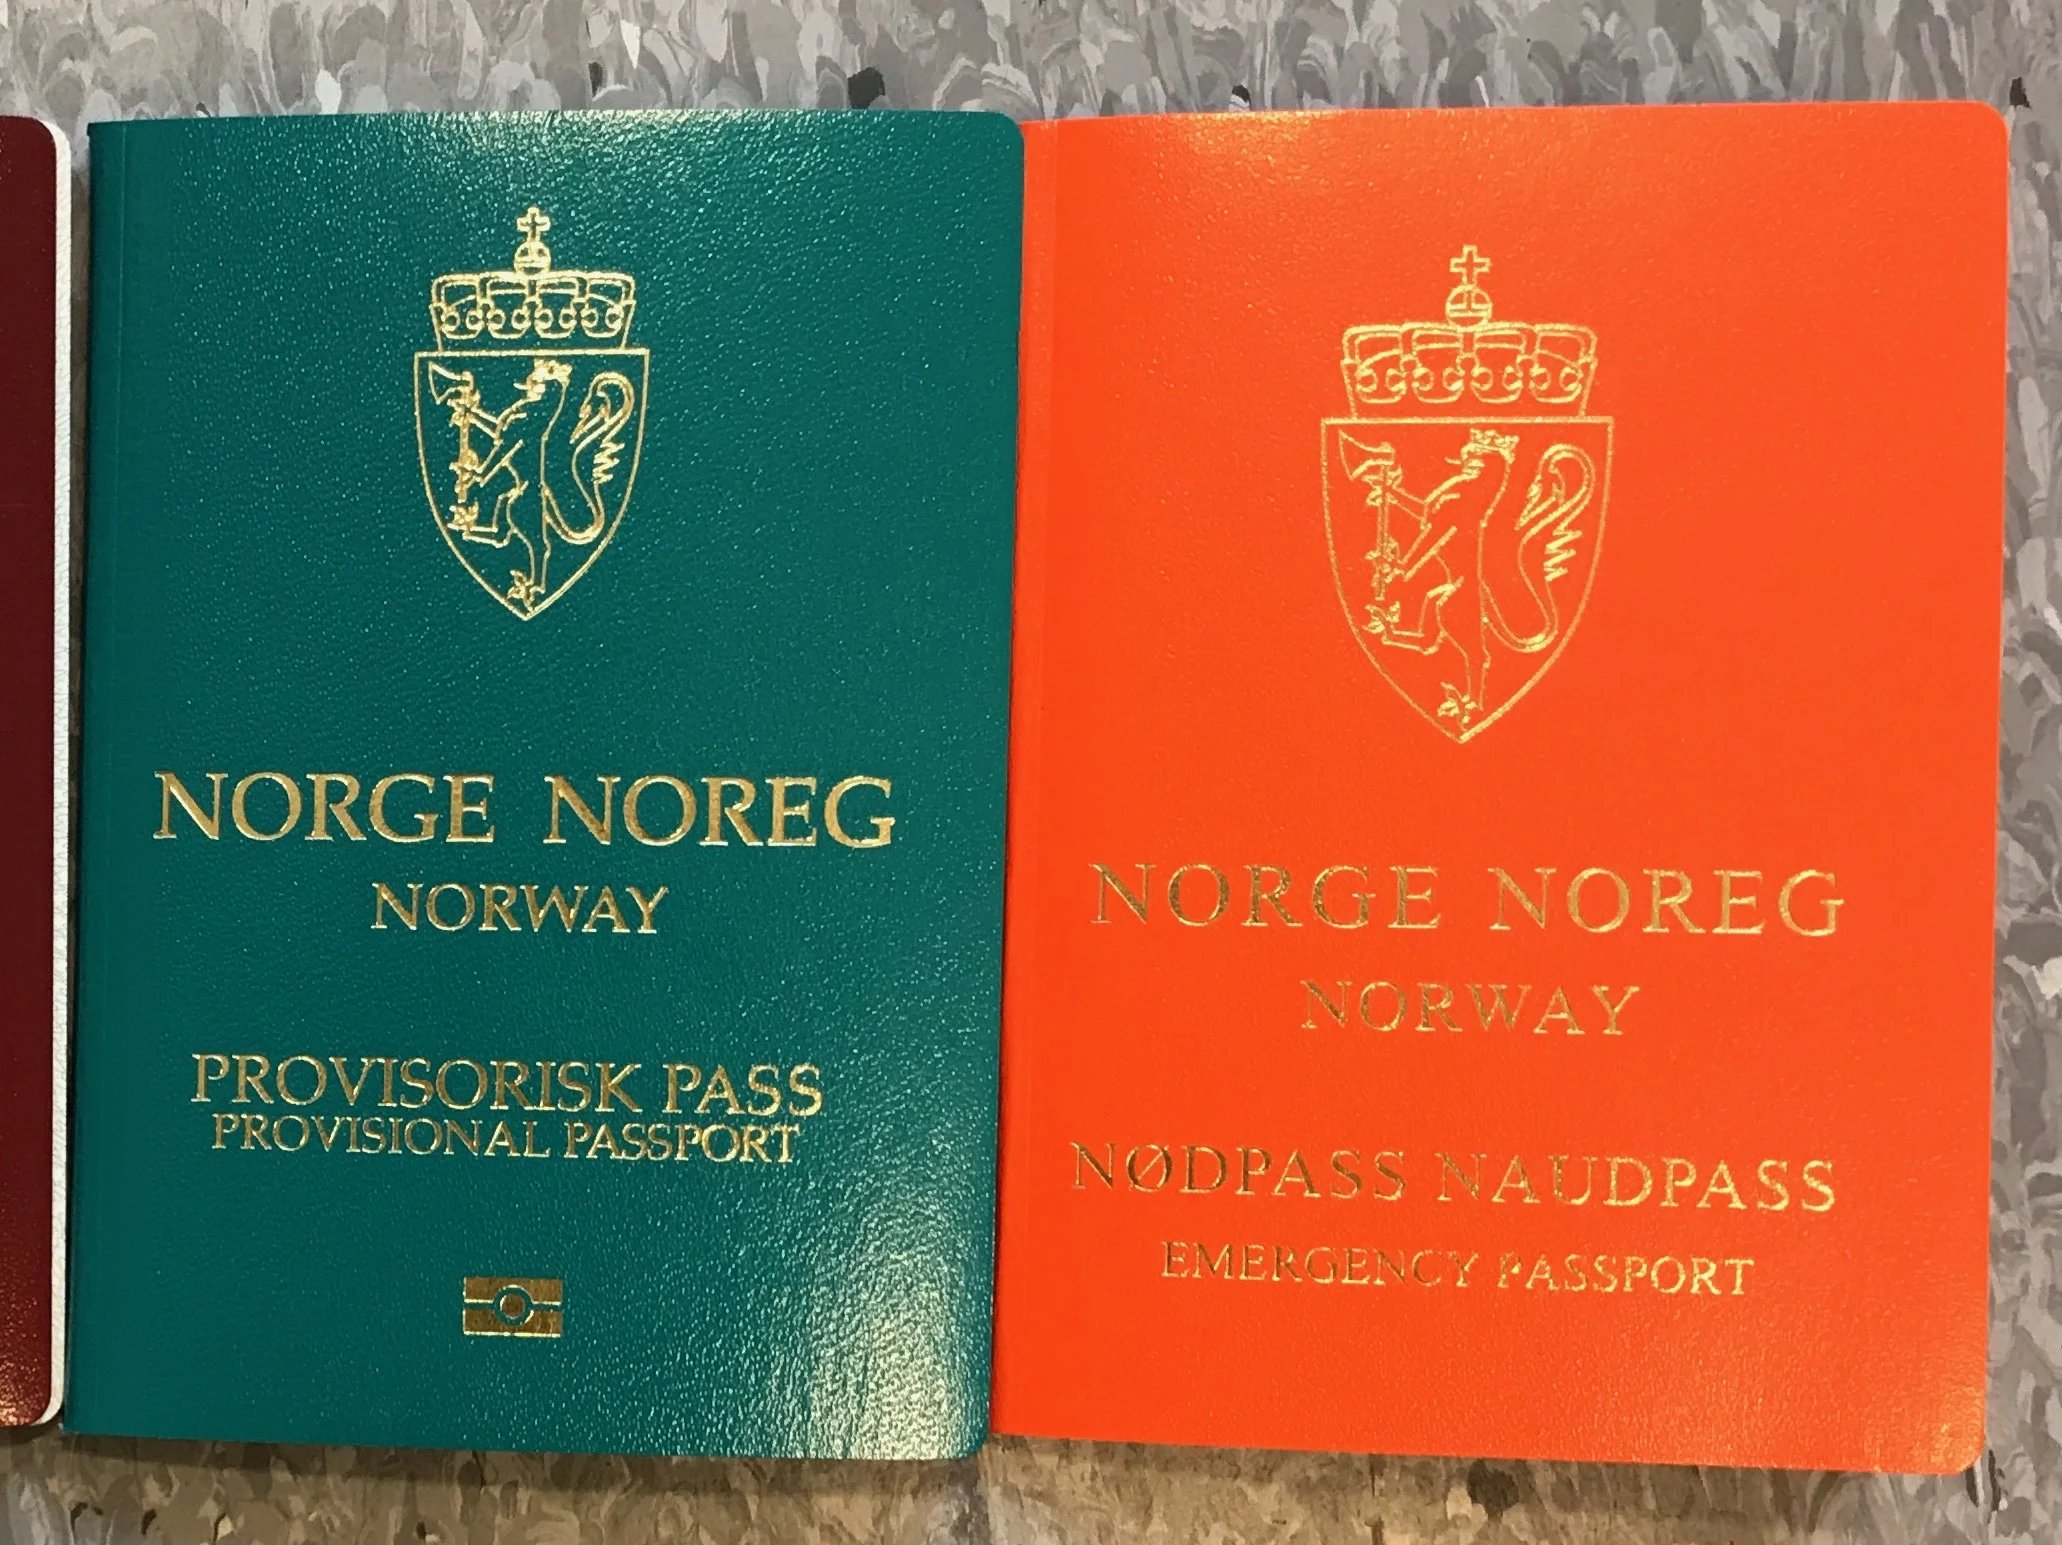 NORGE NOREG
NORWAY
PROVISORISK PASS
PROVISIONAL PASSPORT
NORGE NOREG
NORWAY
NØDPASS NAUDPASS
EMERGENCY PASSPORT